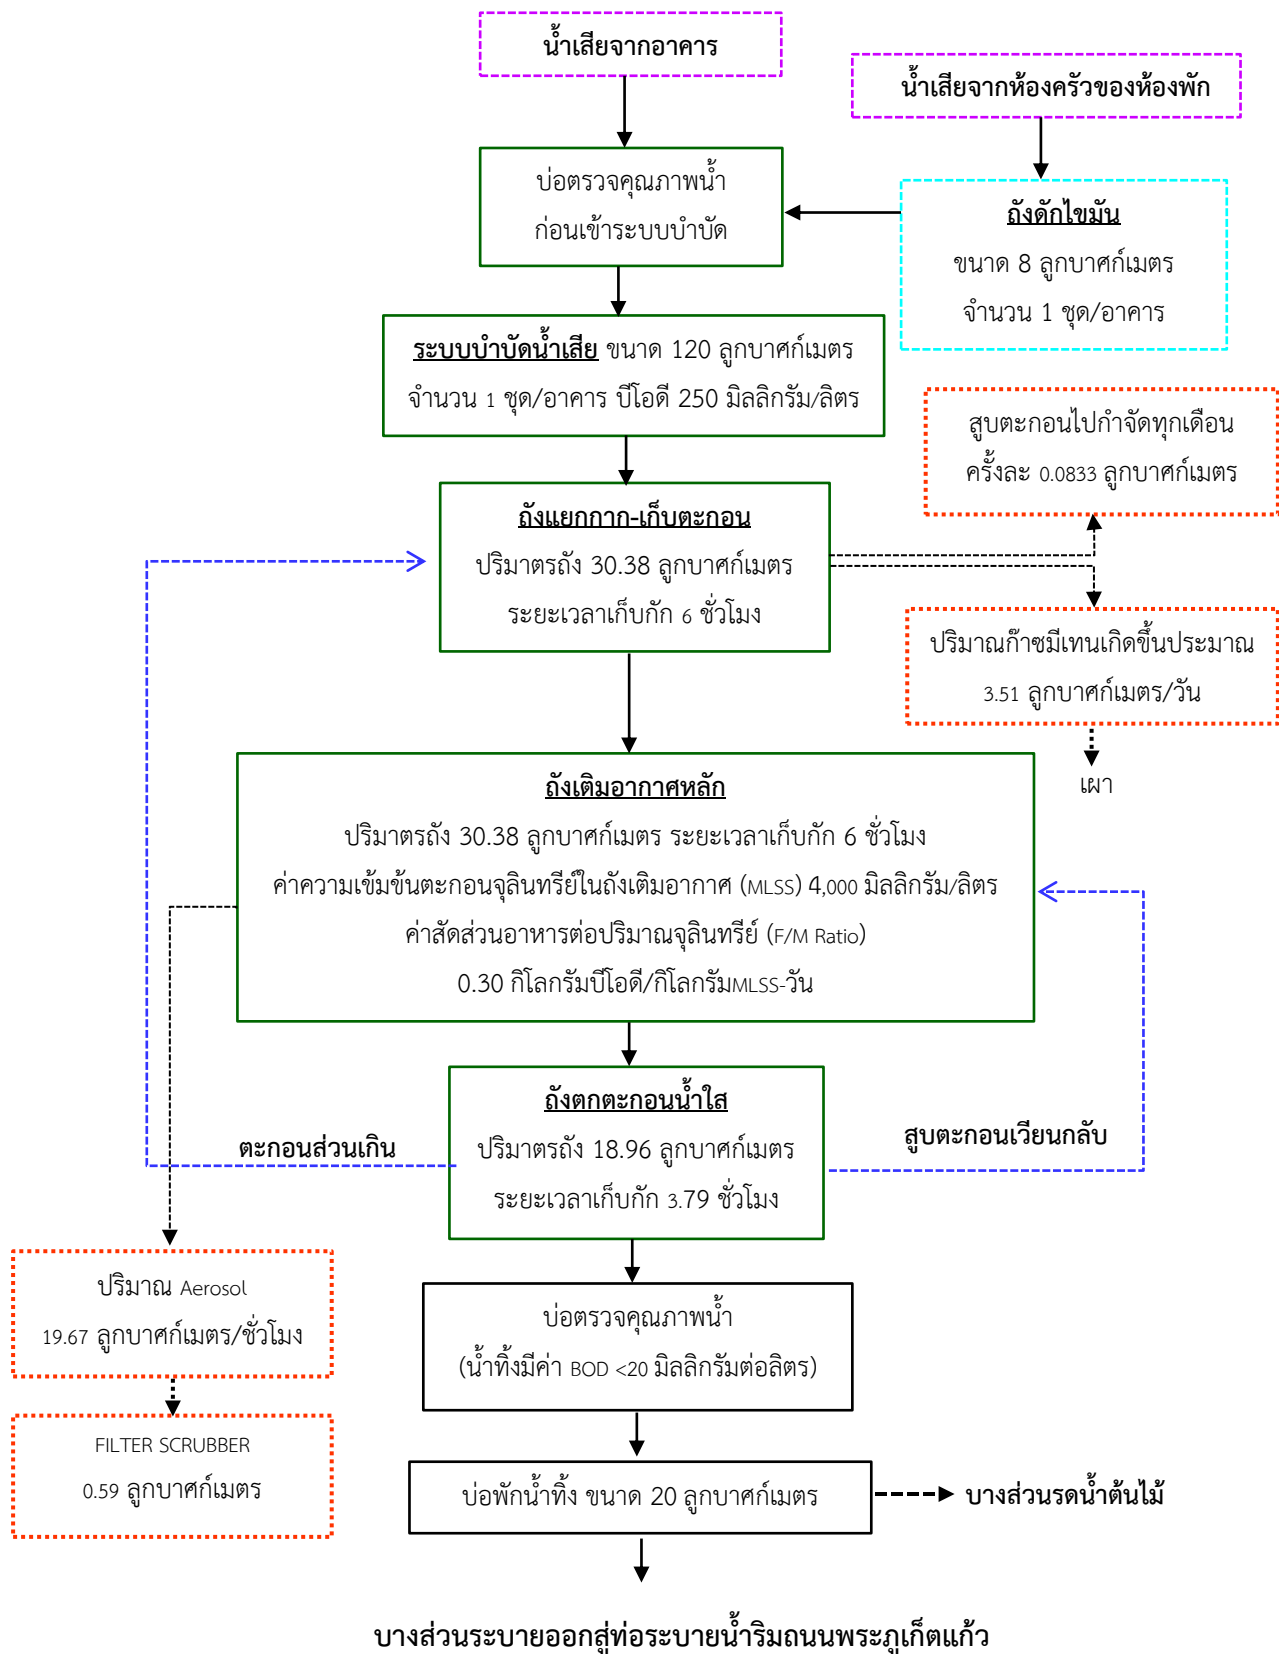 น้ำเสียจากอาคาร
น้ำเสียจากห้องครัวของห้องพัก
บ่อตรวจคุณภาพน้ำ
ก่อนเข้าระบบบำบัด
ถังดักไขมัน
ขนาด 8 ลูกบาศก์เมตร
จำนวน 1 ชุด/อาคาร
ระบบบำบัดน้ำเสีย ขนาด 120 ลูกบาศก์เมตร
จำนวน 1 ชุด/อาคาร บีโอดี 250 มิลลิกรัม/ลิตร
สูบตะกอนไปกำจัดทุกเดือน
ครั้งละ 0.0833 ลูกบาศก์เมตร
ถังแยกกาก-เก็บตะกอน
ปริมาตรถัง 30.38 ลูกบาศก์เมตร
ระยะเวลาเก็บกัก 6 ชั่วโมง
ปริมาณก๊าซมีเทนเกิดขึ้นประมาณ
3.51 ลูกบาศก์เมตร/วัน
เผา
ถังเติมอากาศหลัก
ปริมาตรถัง 30.38 ลูกบาศก์เมตร ระยะเวลาเก็บกัก 6 ชั่วโมง
ค่าความเข้มข้นตะกอนจุลินทรีย์ในถังเติมอากาศ (MLSS) 4,000 มิลลิกรัม/ลิตร
ค่าสัดส่วนอาหารต่อปริมาณจุลินทรีย์ (F/M Ratio)
0.30 กิโลกรัมบีโอดี/กิโลกรัมMLSS-วัน
ถังตกตะกอนน้ำใส
ปริมาตรถัง 18.96 ลูกบาศก์เมตร
ระยะเวลาเก็บกัก 3.79 ชั่วโมง
ตะกอนส่วนเกิน
สูบตะกอนเวียนกลับ
ปริมาณ Aerosol
19.67 ลูกบาศก์เมตร/ชั่วโมง
FILTER SCRUBBER
0.59 ลูกบาศก์เมตร
บ่อตรวจคุณภาพน้ำ
(น้ำทิ้งมีค่า BOD <20 มิลลิกรัมต่อลิตร)
บ่อพักน้ำทิ้ง ขนาด 20 ลูกบาศก์เมตร
บางส่วนรดน้ำต้นไม้
บางส่วนระบายออกสู่ท่อระบายน้ำริมถนนพระภูเก็ตแก้ว